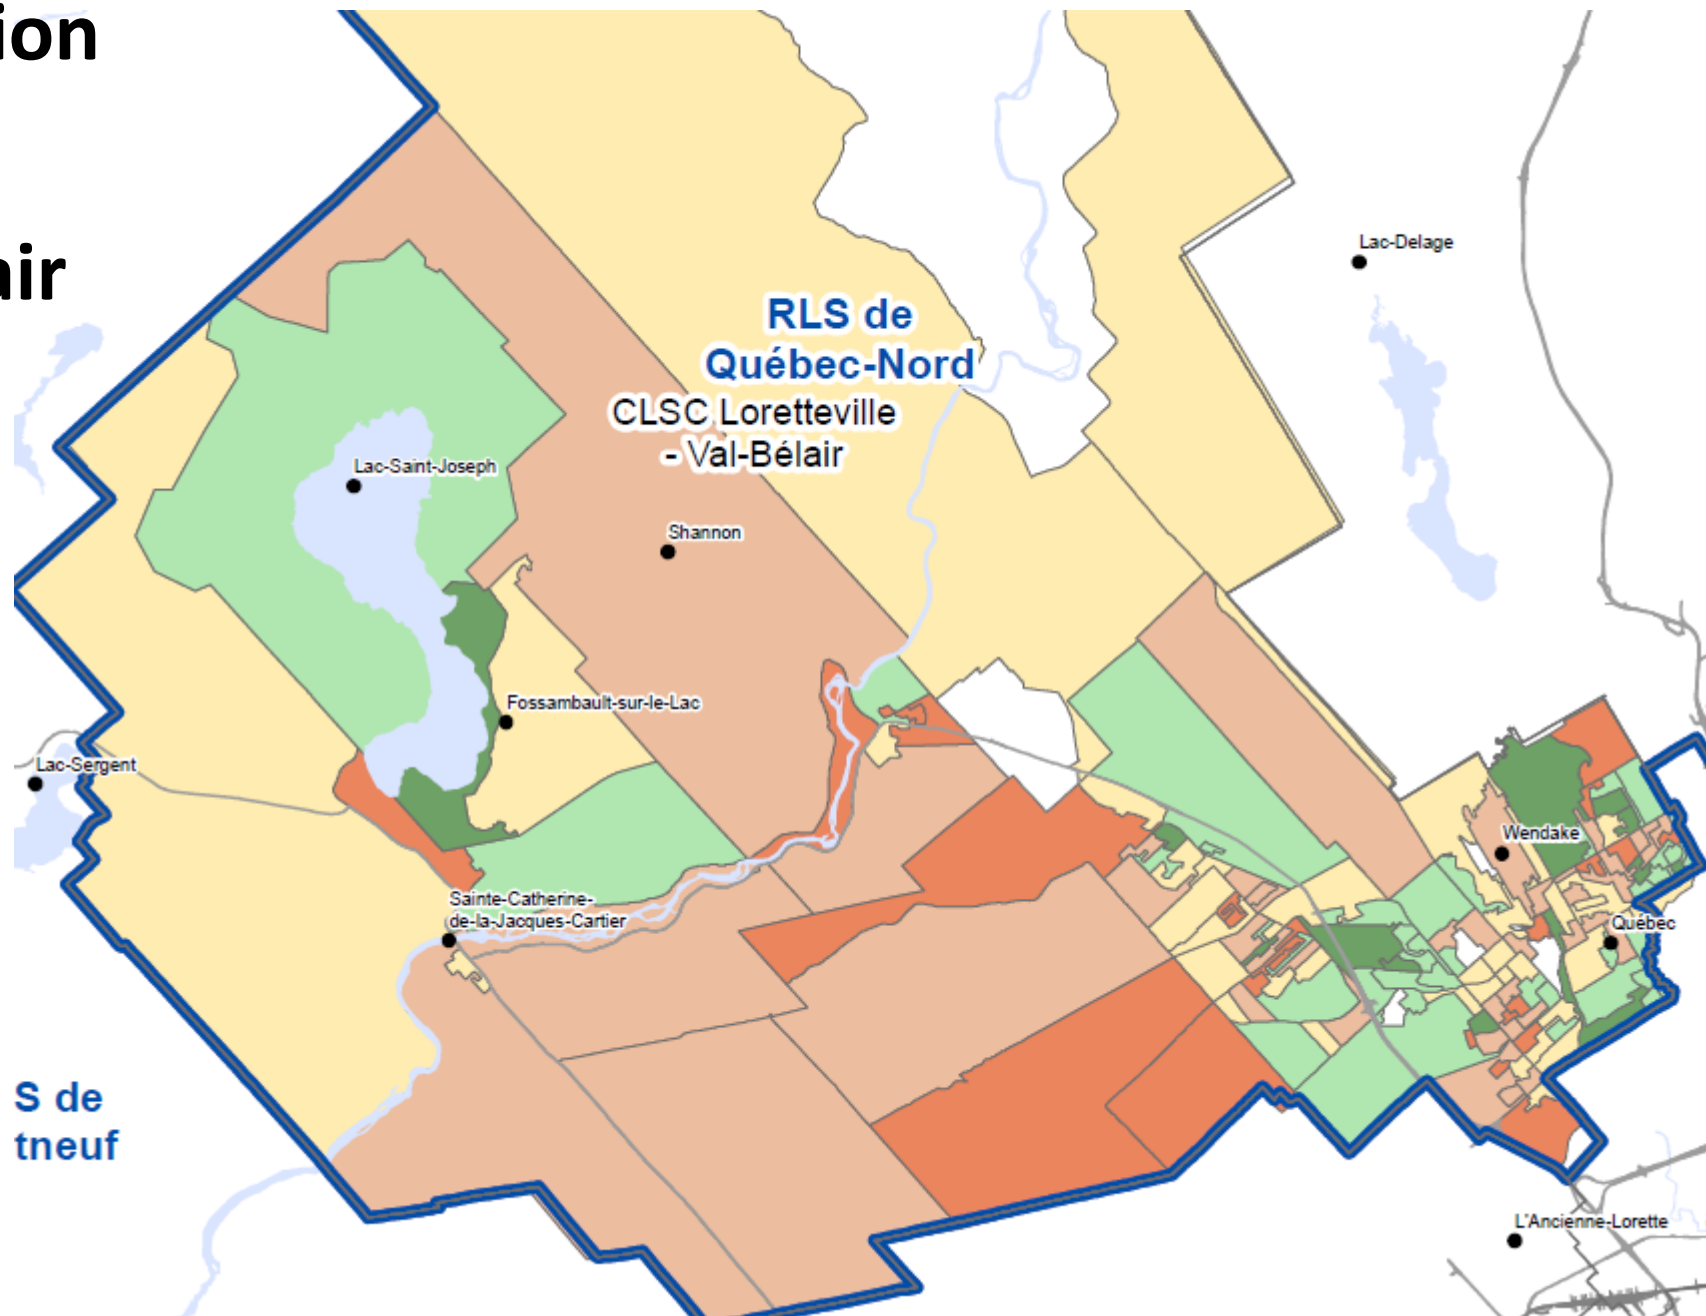 ion
air
Lac-Delage
RLS de
Québec-Nord
CLSC Loretteville
- Val-Bélair
Lac-Saint-Joseph
Shannon
Fossambault-sur-le-Lac
Lac-Sergent
Wendake
Sainte-Catherine-
de-la-Jacques-Cartier
Québec
S de
tneuf
L'Ancienne-Lorette